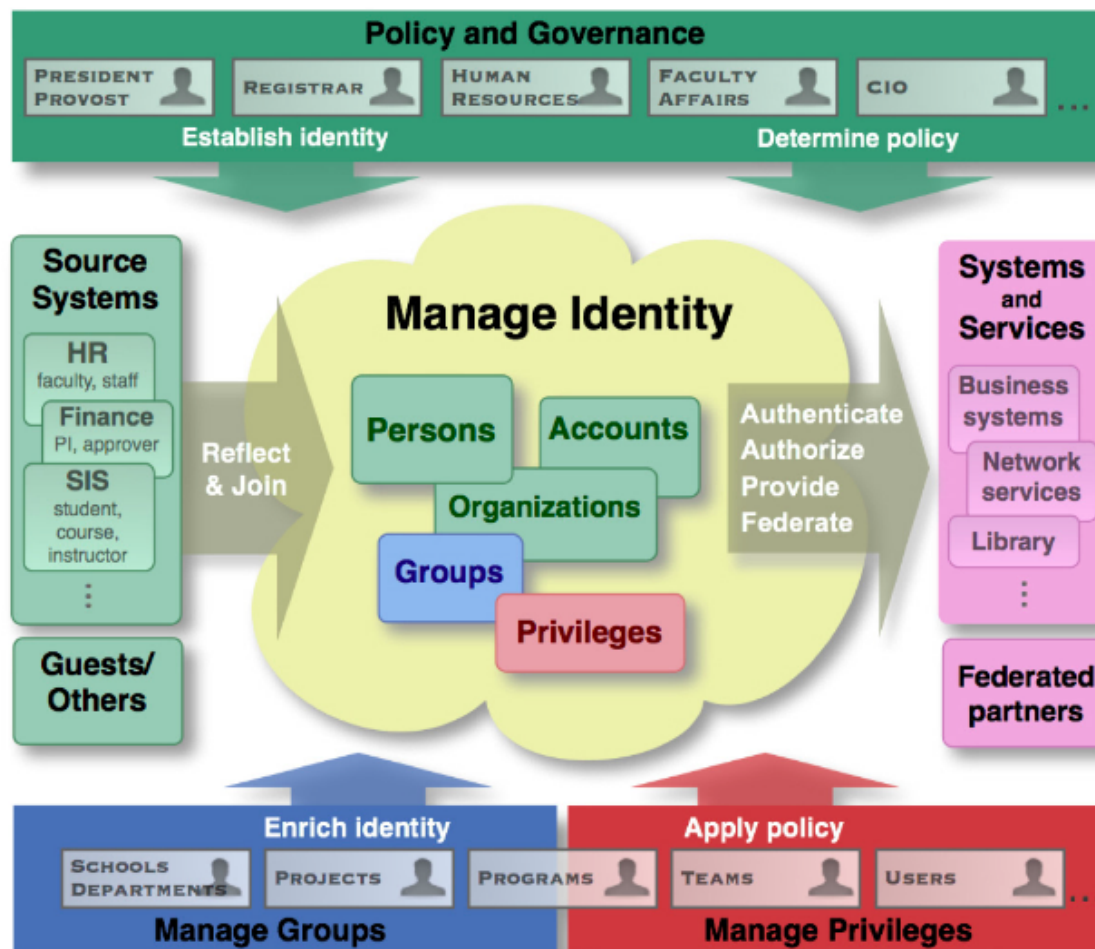 Policy and Governance
PRESIDENT
PROVOST
REGISTRAR
HUMAN
RESOURCES
FACULTY
AFFAIRS
CIO
...
Establish identity
Determine policy
Source
Systems
HR
faculty, staff
Finance
PI, approver
SIS
student,
course,
instructor
⋮
Guests/
Others
Reflect
& Join
Manage Identity
Persons
Accounts
Organizations
Groups
Privileges
Authenticate
Authorize
Provide
Federate
Systems
and
Services
Business
systems
Network
services
Library
⋮
Federated
partners
Enrich identity
Apply policy
SCHOOLS
DEPARTMENTS
PROJECTS
PROGRAMS
TEAMS
USERS
...
Manage Groups
Manage Privileges